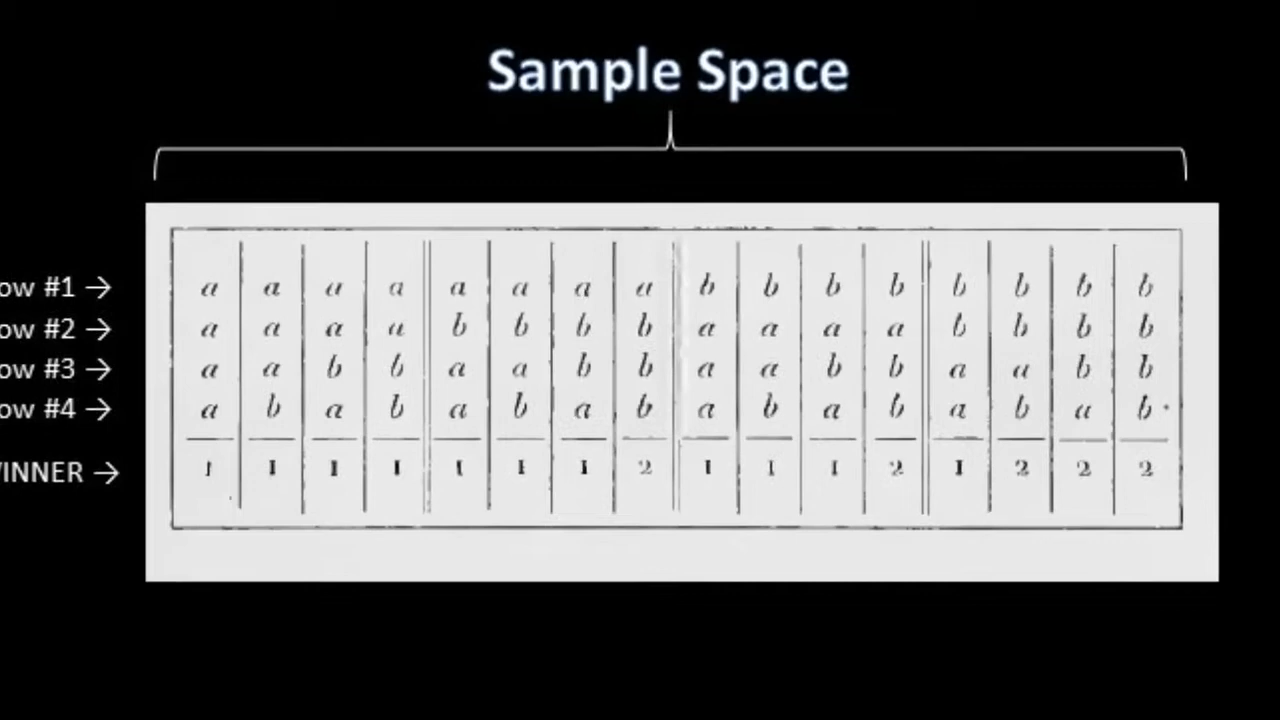 Sample Space
ow #1 → a a a a a a a a b b b b b b b b
ow #2 → a a a a b b b b a a a a b b b b
ow #3 → a a b b a a b b a a b b a a b b
ow #4 → a b a b a b a b a b a b a b a b
INNER → 1 1 1 1 1 1 1 2 1 1 1 2 1 2 2 2